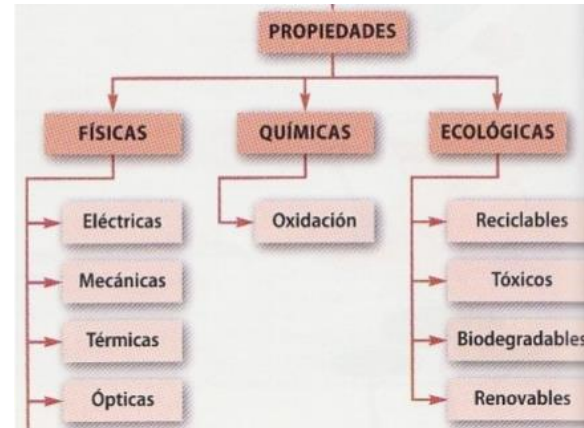 PROPIEDADES
FÍSICAS
QUÍMICAS
ECOLÓGICAS
Eléctricas
Mecánicas
Térmicas
Ópticas
Oxidación
Reciclables
Tóxicos
Biodegradables
Renovables